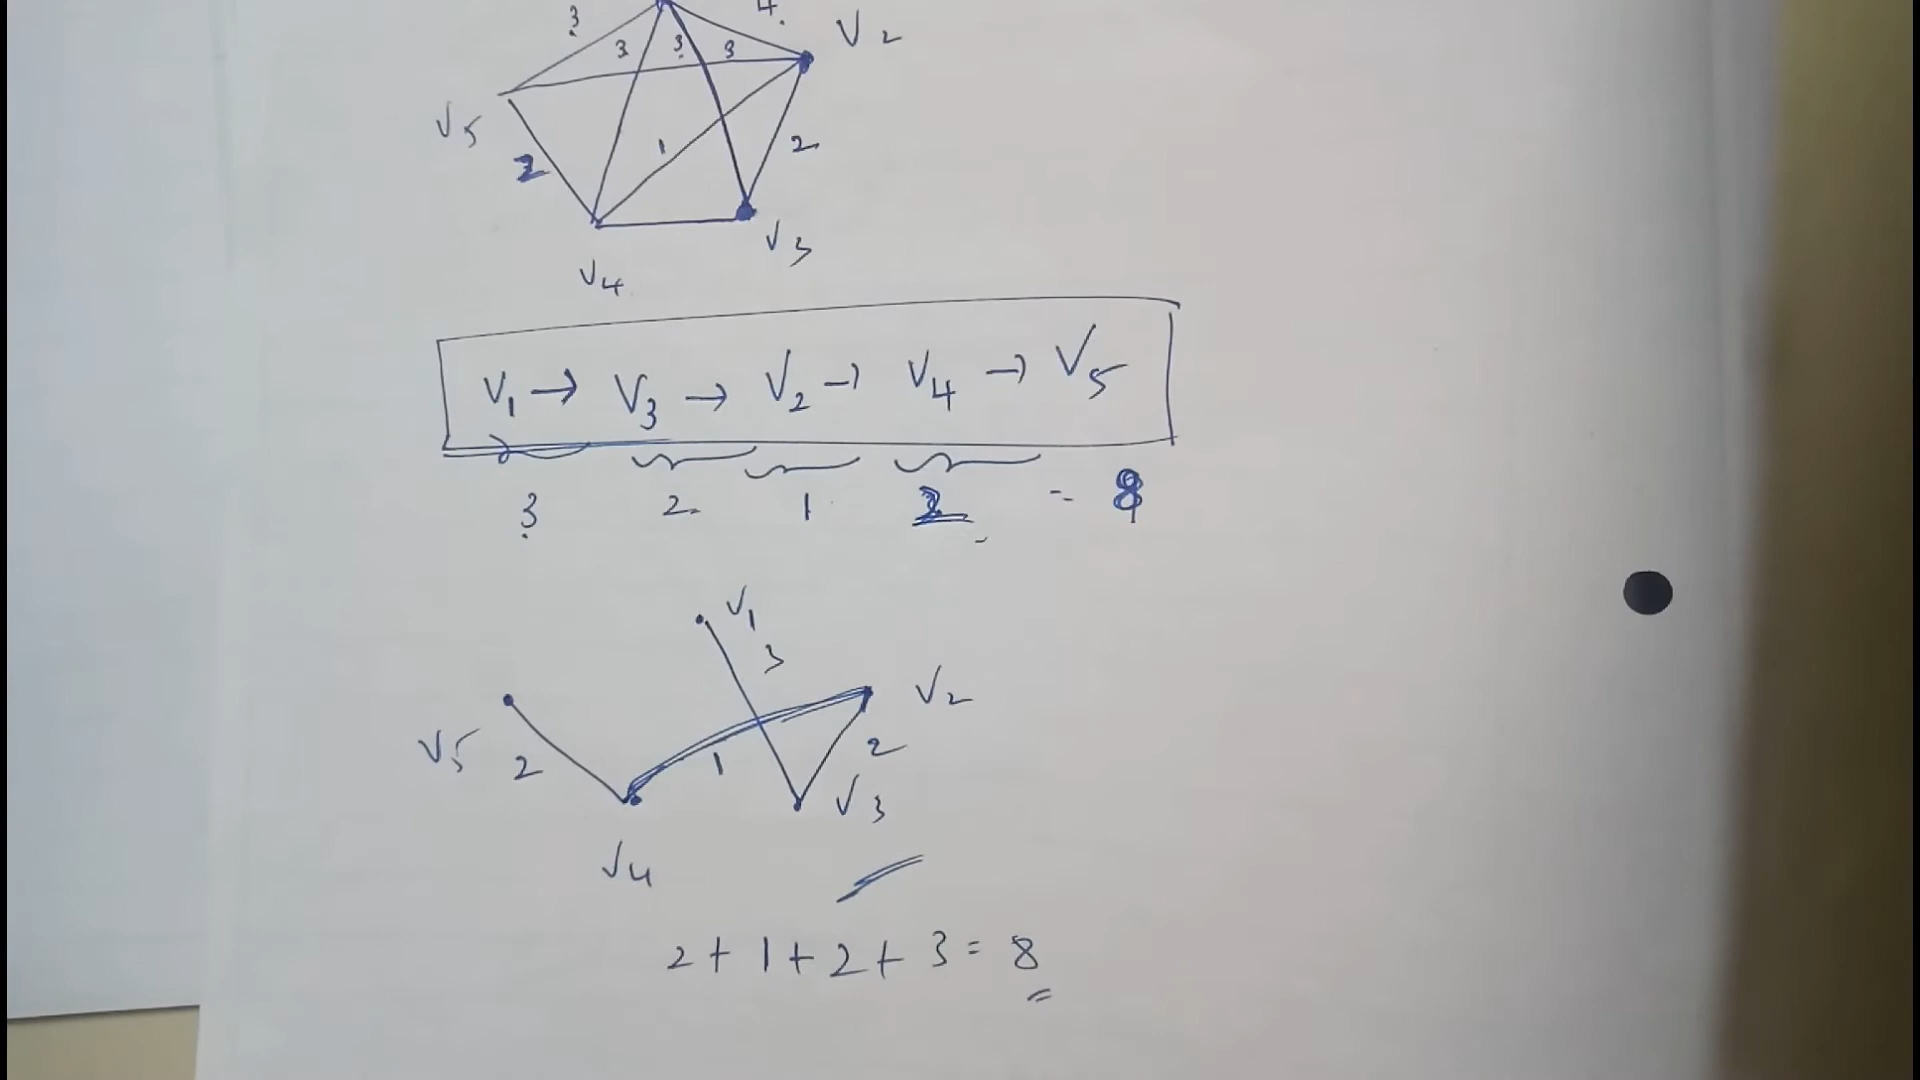 3 4.
V2
3 3 3
V5
1 2
2
V3
V4
V1 → V3 → V2 → V4 → V5
3 2 1 2 = 8
V1
3
V2
V5 2 1 2
V3
V4
2 + 1 + 2 + 3 = 8